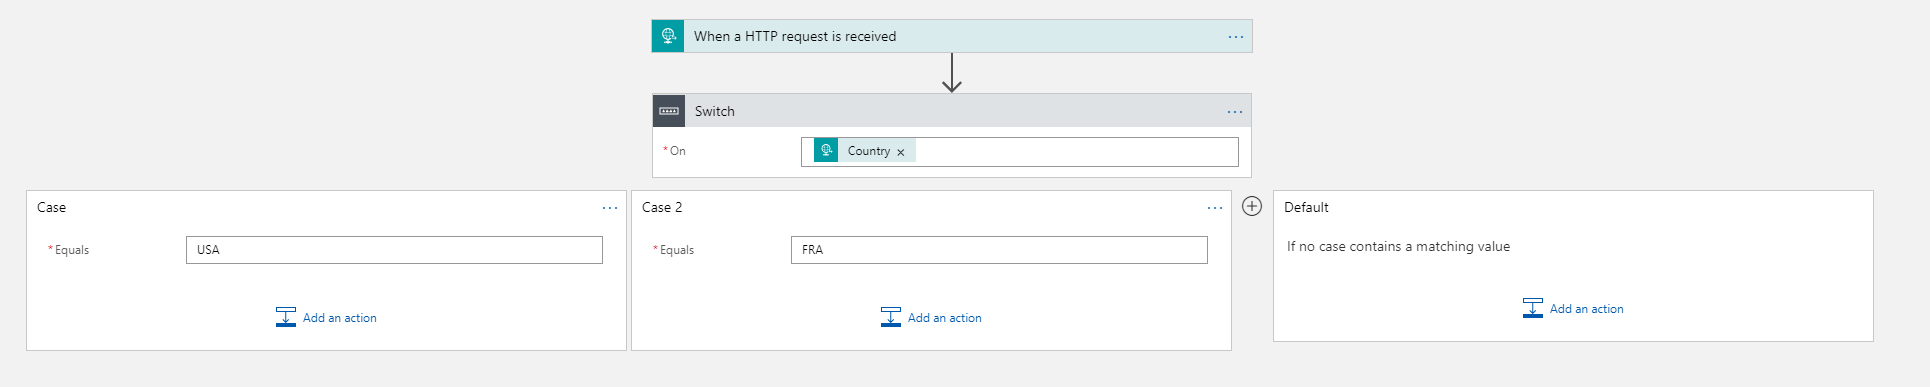 When a HTTP request is received
...
Switch
...
*On
Country ×
Case
...
*Equals
USA
Add an action
Case 2
...
*Equals
FRA
Add an action
Default
If no case contains a matching value
Add an action